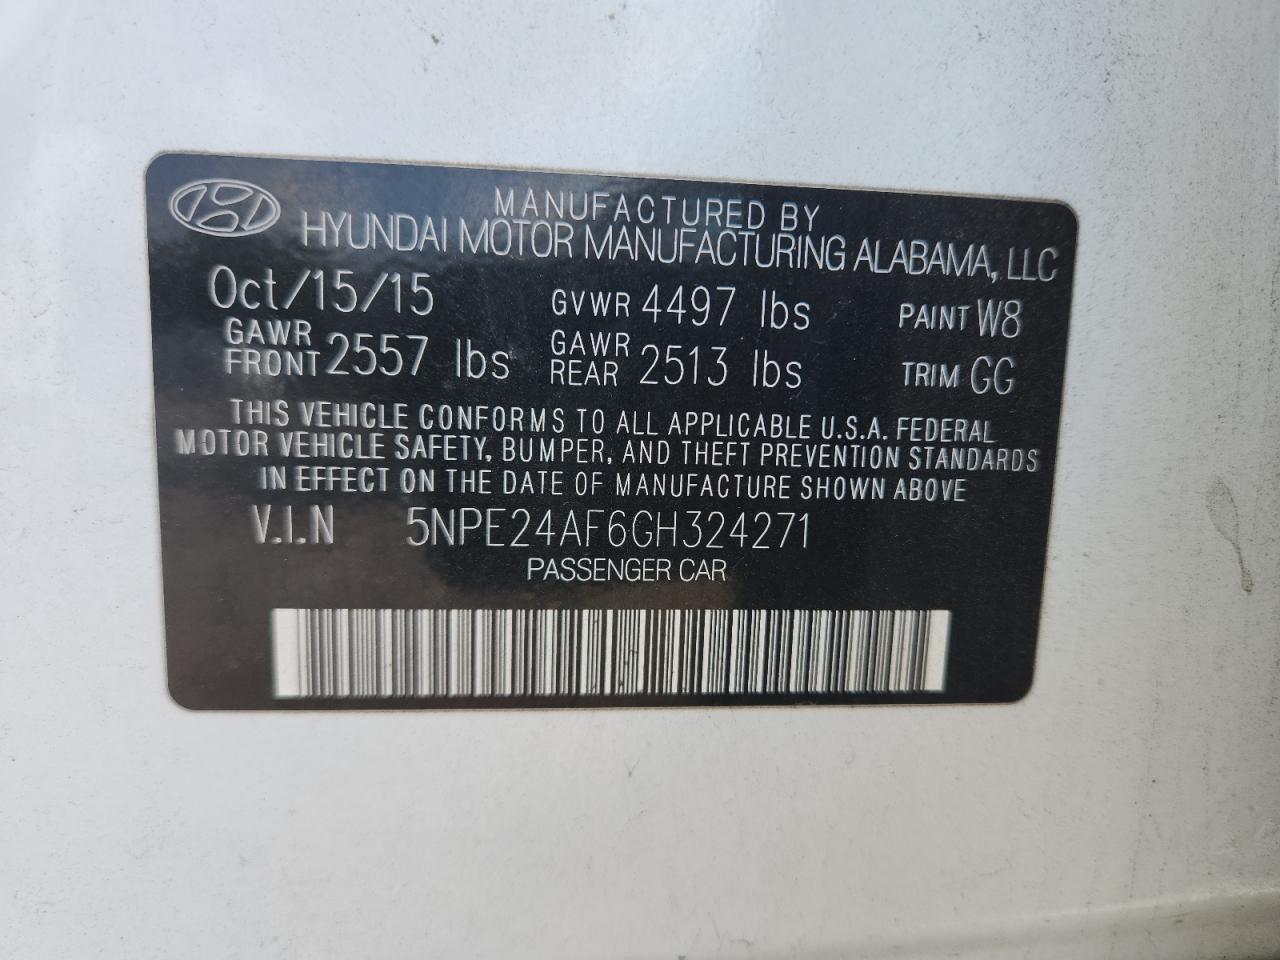 MANUFACTURED BY
HYUNDAI MOTOR MANUFACTURING ALABAMA, LLC
Oct/15/15 GVWR 4497 lbs PAINT W8
GAWR FRONT 2557 lbs GAWR REAR 2513 lbs TRIM GG
THIS VEHICLE CONFORMS TO ALL APPLICABLE U.S.A. FEDERAL
MOTOR VEHICLE SAFETY, BUMPER, AND THEFT PREVENTION STANDARDS
IN EFFECT ON THE DATE OF MANUFACTURE SHOWN ABOVE
V.I.N 5NPE24AF6GH324271
PASSENGER CAR